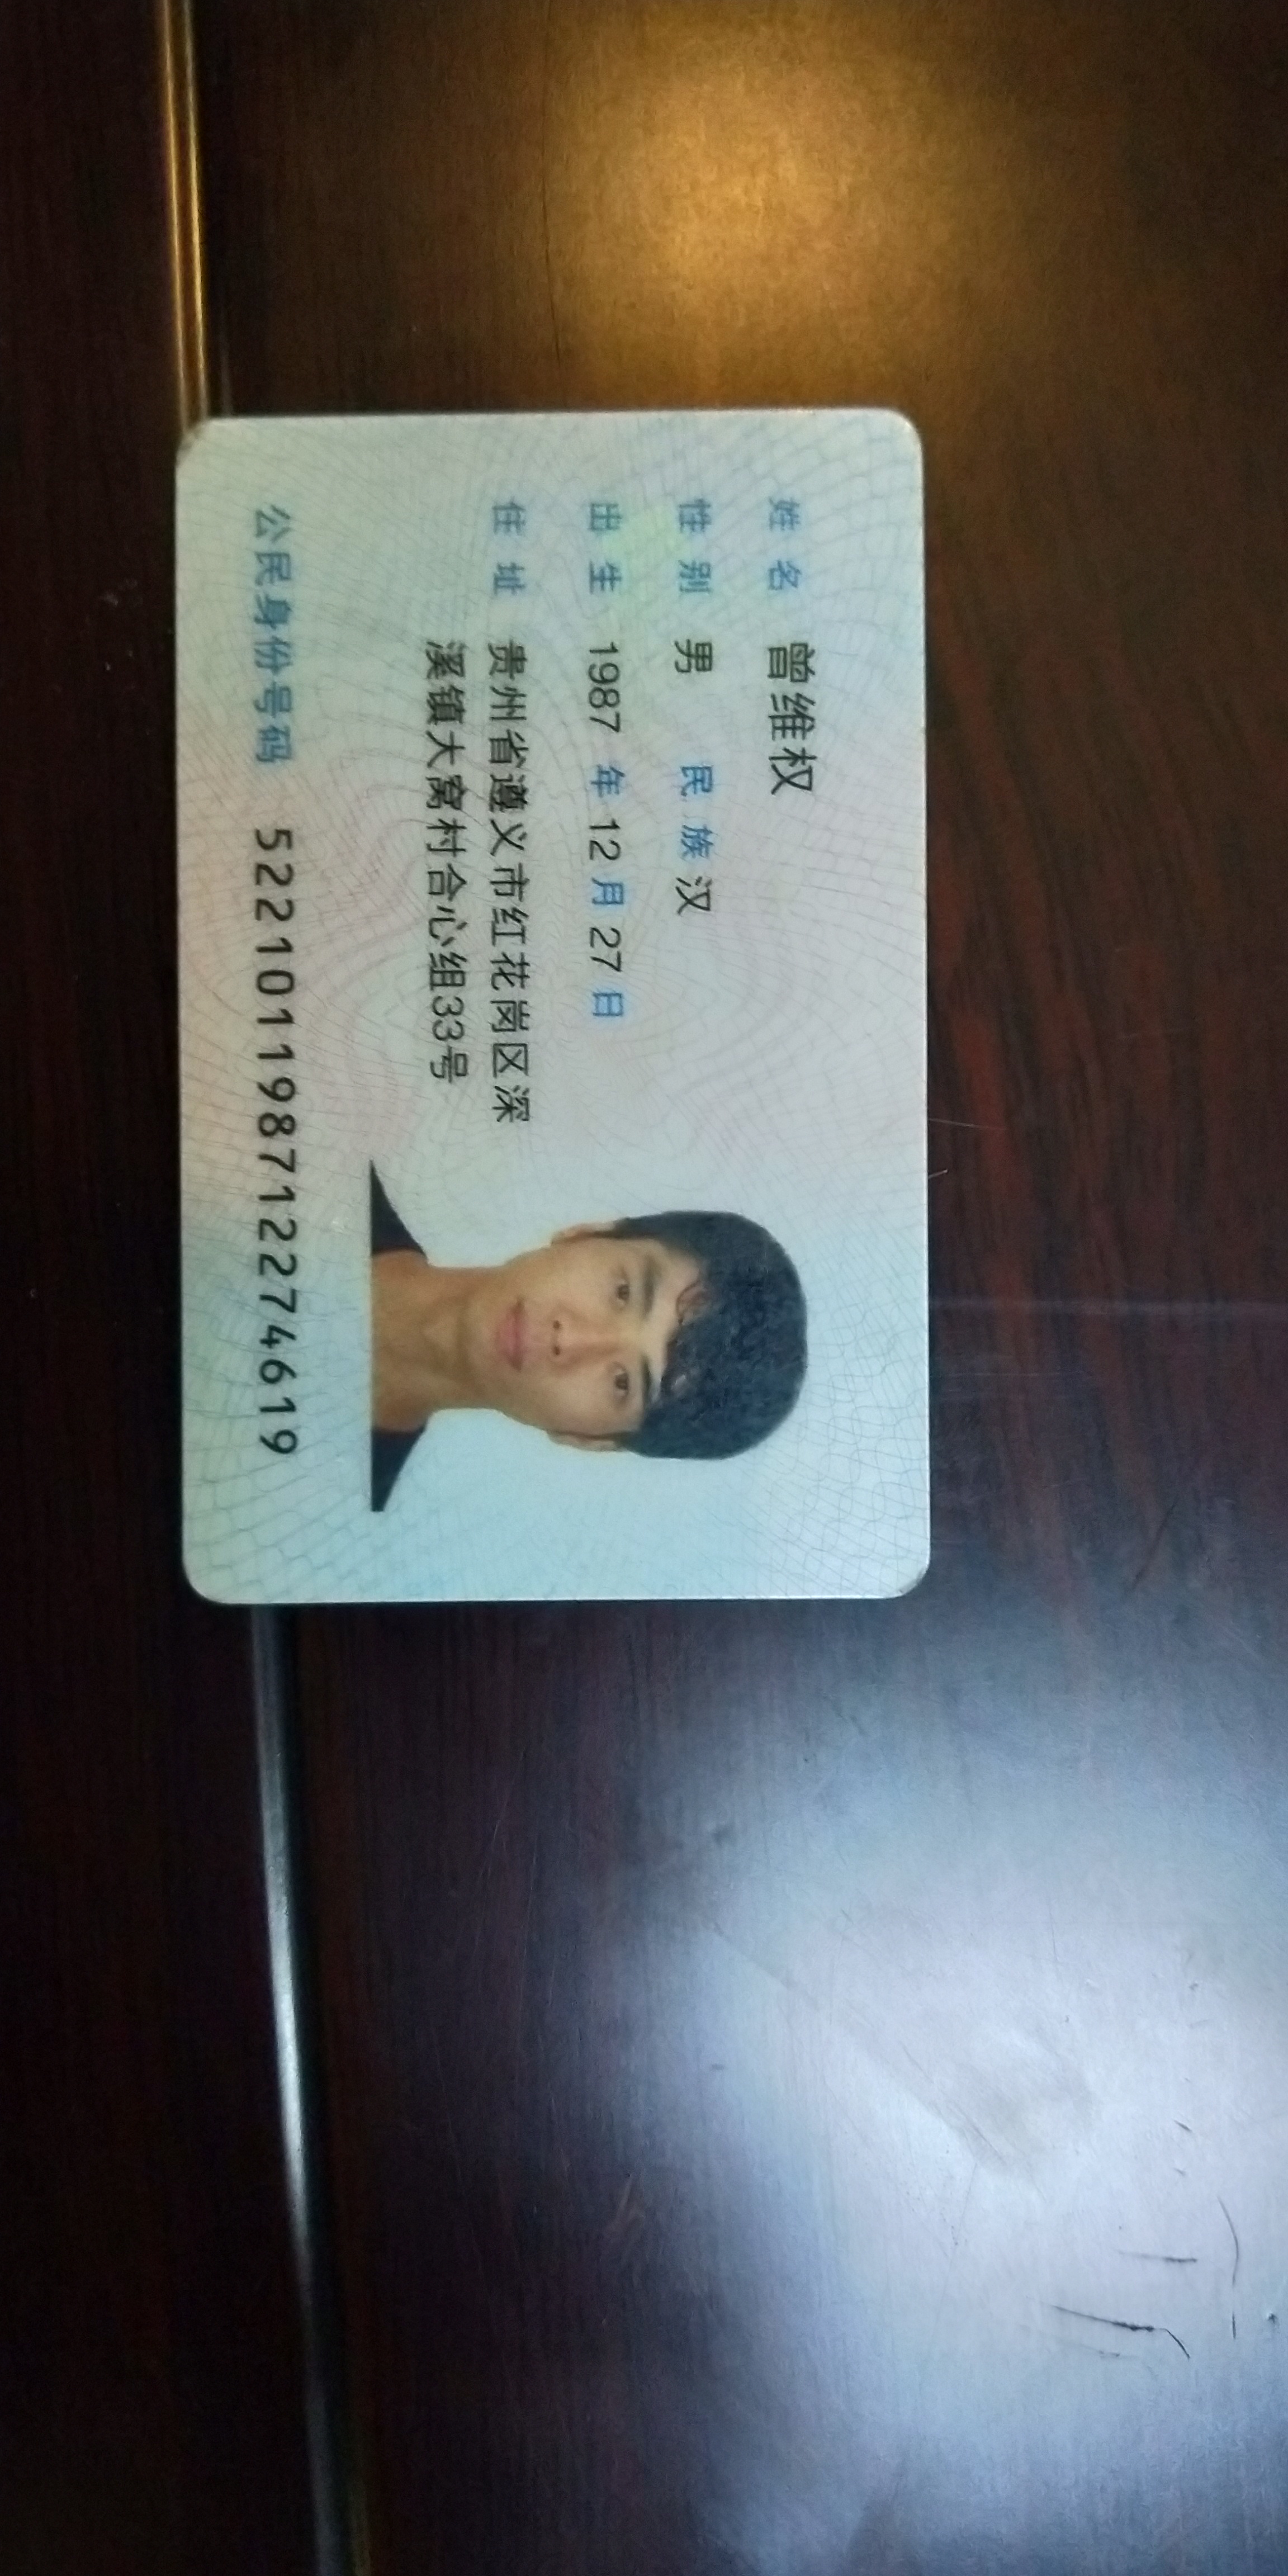 姓名 曾维权
性别 男 民族 汉
出生 1987 年 12 月 27 日
住址 贵州省遵义市红花岗区深
溪镇大窝村合心组33号
公民身份号码 522101198712274619